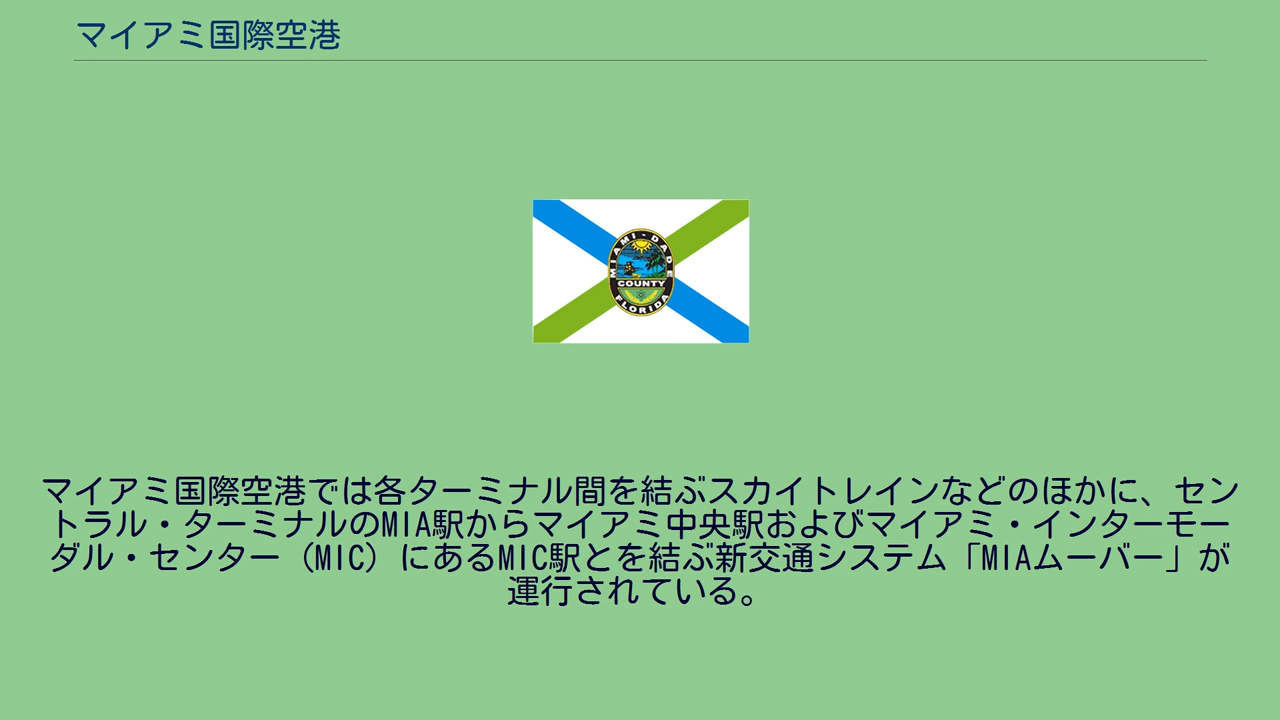 マイアミ国際空港
MIAMI-DADE
COUNTY
FLORIDA
マイアミ国際空港では各ターミナル間を結ぶスカイトレインなどのほかに、セン
トラル・ターミナルのMIA駅からマイアミ中央駅およびマイアミ・インターモー
ダル・センター（MIC）にあるMIC駅とを結ぶ新交通システム「MIAムーバー」が
運行されている。